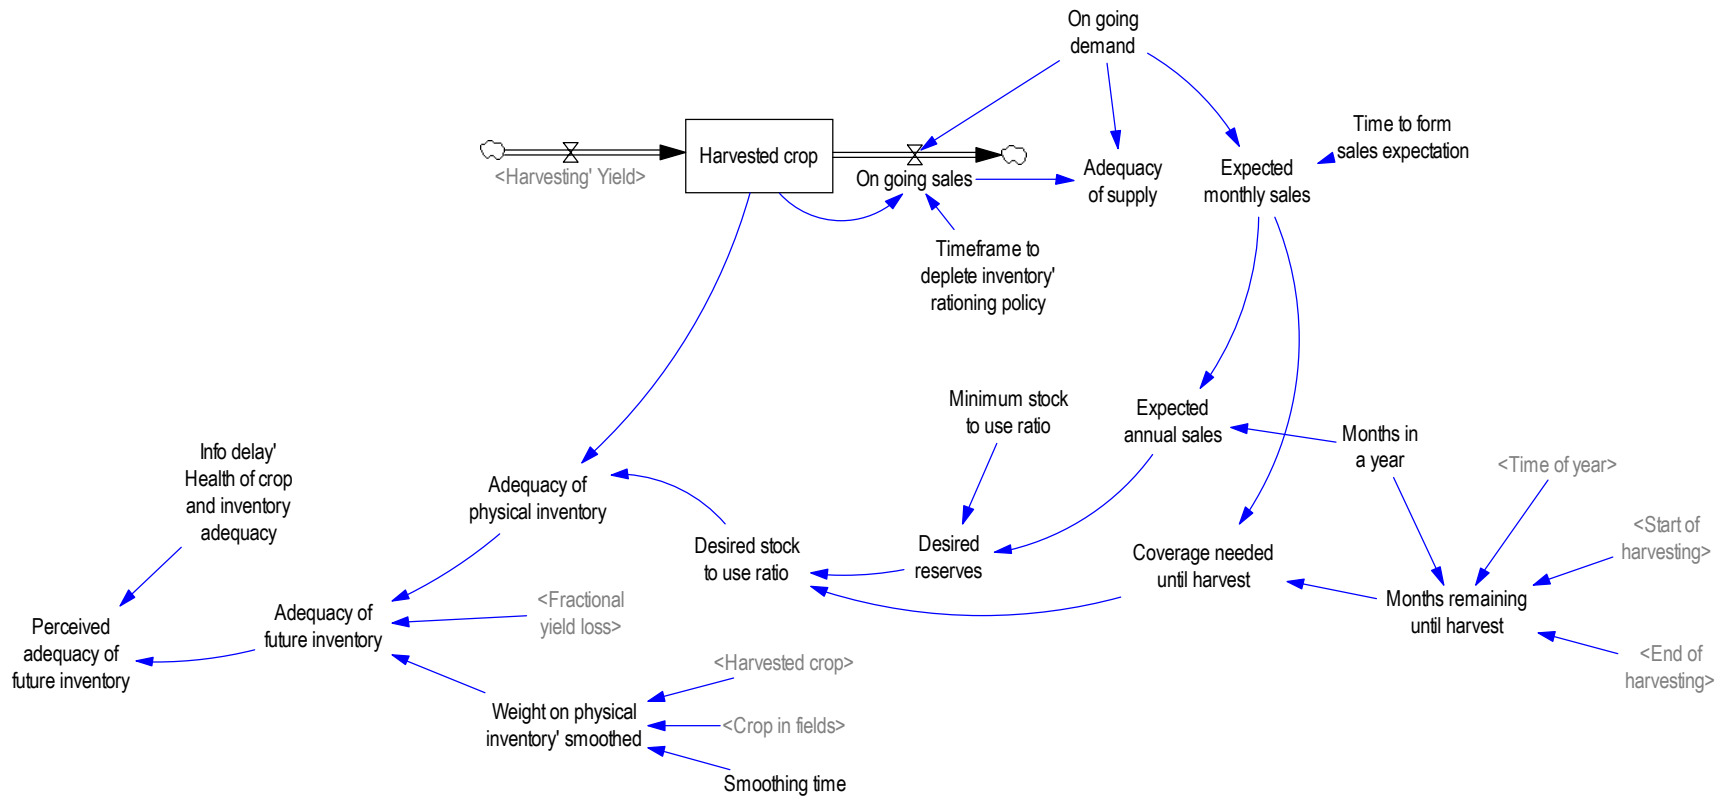 On going
demand
Time to form
sales expectation
Harvested crop
<Harvesting' Yield>
On going sales
Adequacy
of supply
Expected
monthly sales
Timeframe to
deplete inventory'
rationing policy
Minimum stock
to use ratio
Expected
annual sales
Months in
a year
<Time of year>
Info delay'
Health of crop
and inventory
adequacy
Adequacy of
physical inventory
Desired stock
to use ratio
Desired
reserves
Coverage needed
until harvest
<Start of
harvesting>
Months remaining
until harvest
<End of
harvesting>
Perceived
adequacy of
future inventory
Adequacy of
future inventory
<Fractional
yield loss>
<Harvested crop>
<Crop in fields>
Weight on physical
inventory' smoothed
Smoothing time